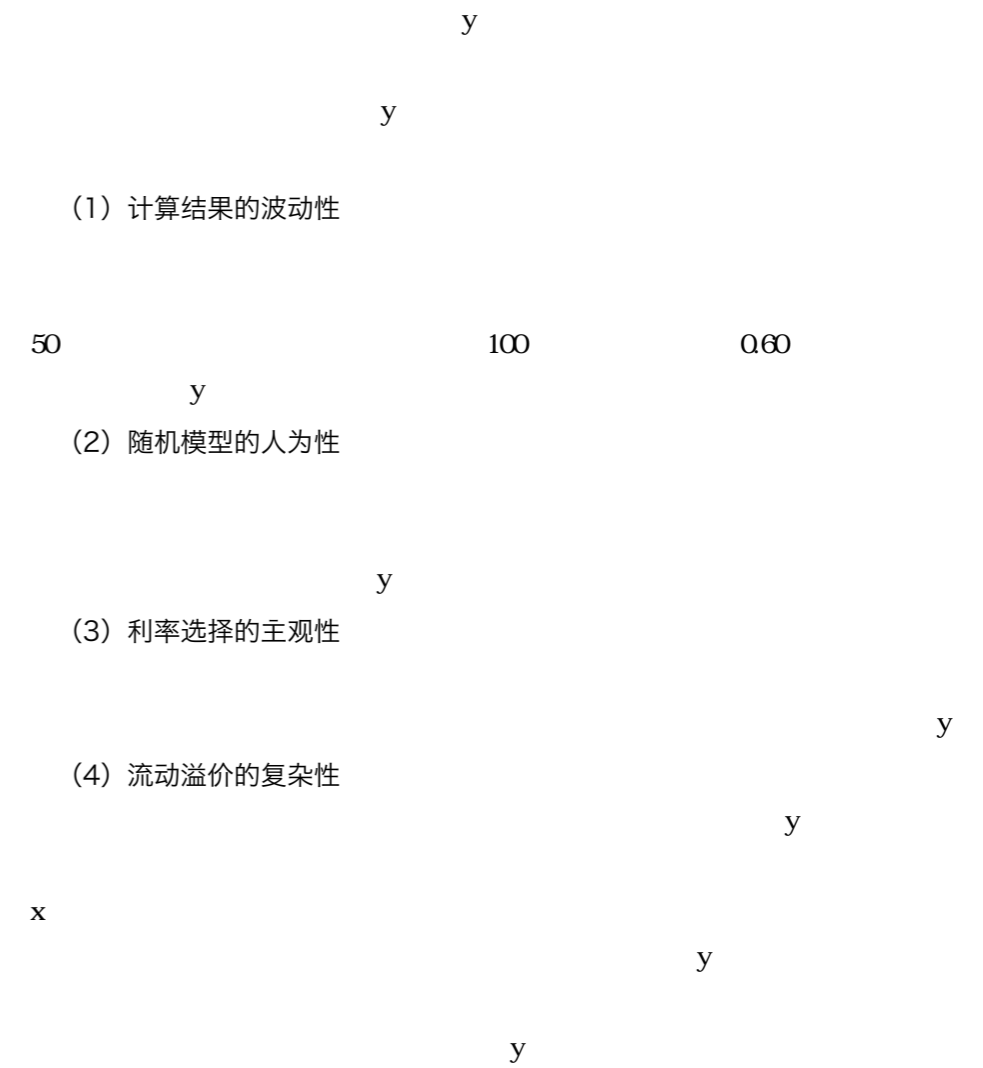 y
y
（1）计算结果的波动性
50 100 0.60
y
（2）随机模型的人为性
y
（3）利率选择的主观性
y
（4）流动溢价的复杂性
y
x
y
y